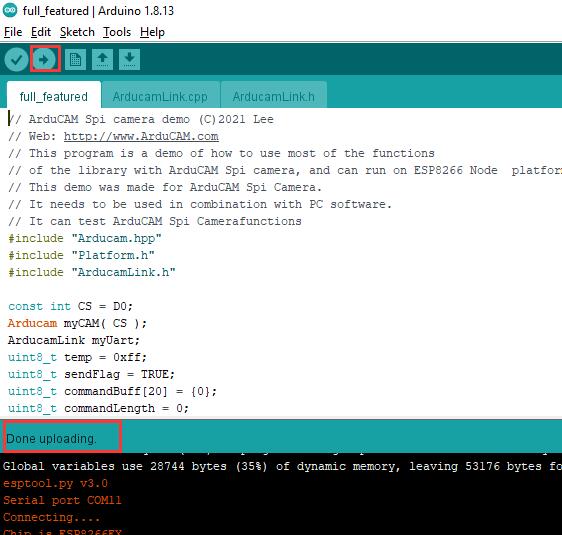 full_featured | Arduino 1.8.13
File Edit Sketch Tools Help
full_featured ArducamLink.cpp ArducamLink.h
// ArduCAM Spi camera demo (C)2021 Lee
// Web: http://www.ArduCAM.com
// This program is a demo of how to use most of the functions
// of the library with ArduCAM Spi camera, and can run on ESP8266 Node
// This demo was made for ArduCAM Spi Camera.
// It needs to be used in combination with PC software.
// It can test ArduCAM Spi Camerafunctions
#include "Arducam.hpp"
#include "Platform.h"
#include "ArducamLink.h"
const int CS = D0;
Arducam myCAM( CS );
ArducamLink myUart;
uint8_t temp = 0xff;
uint8_t sendFlag = TRUE;
uint8_t commandBuff[20] = {0};
uint8_t commandLength = 0;
Done uploading.
Global variables use 28744 bytes (35%) of dynamic memory, leaving 53176 bytes fo
esptool.py v3.0
Serial port COM11
Connecting....
Chip is ESP8266EX